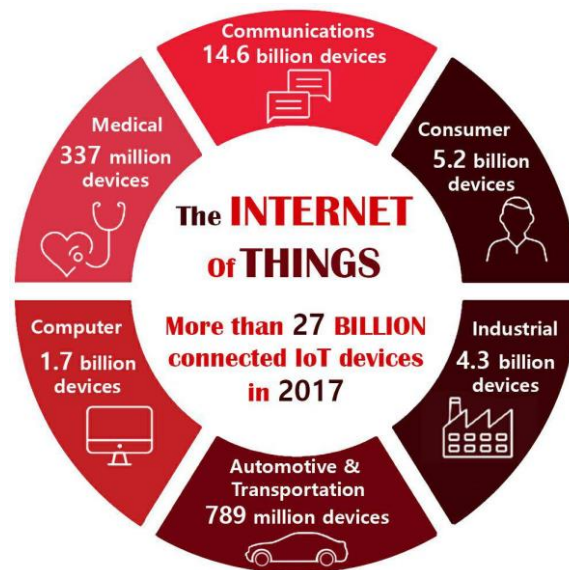 Communications
14.6 billion devices
Medical
337 million
devices
Consumer
5.2 billion
devices
The INTERNET
Of THINGS
More than 27 BILLION
connected IoT devices
in 2017
Computer
1.7 billion
devices
Industrial
4.3 billion
devices
Automotive &
Transportation
789 million devices